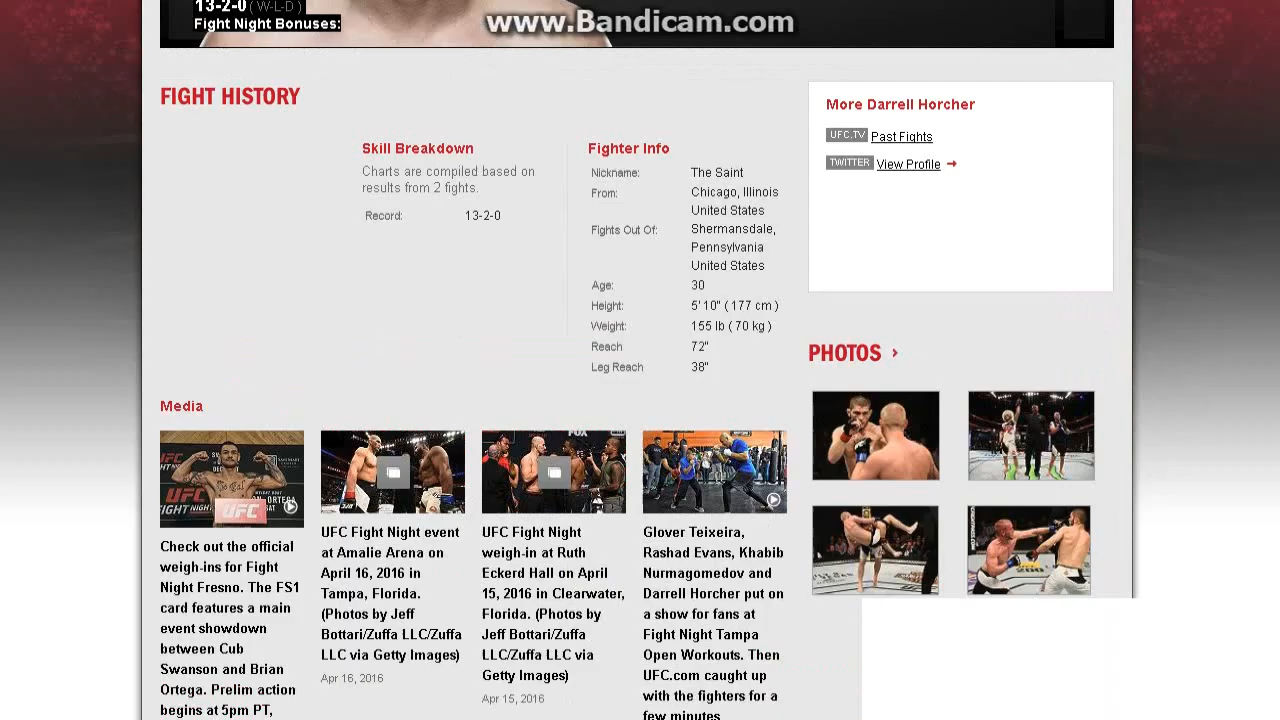 13-2-0 ( W-L-D )
Fight Night Bonuses:
www.Bandicam.com
FIGHT HISTORY
Skill Breakdown
Charts are compiled based on
results from 2 fights.
Record: 13-2-0
Fighter Info
Nickname: The Saint
From: Chicago, Illinois
United States
Fights Out Of: Shermansdale,
Pennsylvania
United States
Age: 30
Height: 5' 10" ( 177 cm )
Weight: 155 lb ( 70 kg )
Reach 72"
Leg Reach 38"
More Darrell Horcher
UFC.TV Past Fights
TWITTER View Profile
PHOTOS
Media
UFC
Check out the official
weigh-ins for Fight
Night Fresno. The FS1
card features a main
event showdown
between Cub
Swanson and Brian
Ortega. Prelim action
begins at 5pm PT,
UFC Fight Night event
at Amalie Arena on
April 16, 2016 in
Tampa, Florida.
(Photos by Jeff
Bottari/Zuffa LLC/Zuffa
LLC via Getty Images)
Apr 16, 2016
UFC Fight Night
weigh-in at Ruth
Eckerd Hall on April
15, 2016 in Clearwater,
Florida. (Photos by
Jeff Bottari/Zuffa
LLC/Zuffa LLC via
Getty Images)
Apr 15, 2016
Glover Teixeira,
Rashad Evans, Khabib
Nurmagomedov and
Darrell Horcher put on
a show for fans at
Fight Night Tampa
Open Workouts. Then
UFC.com caught up
with the fighters for a
few minutes